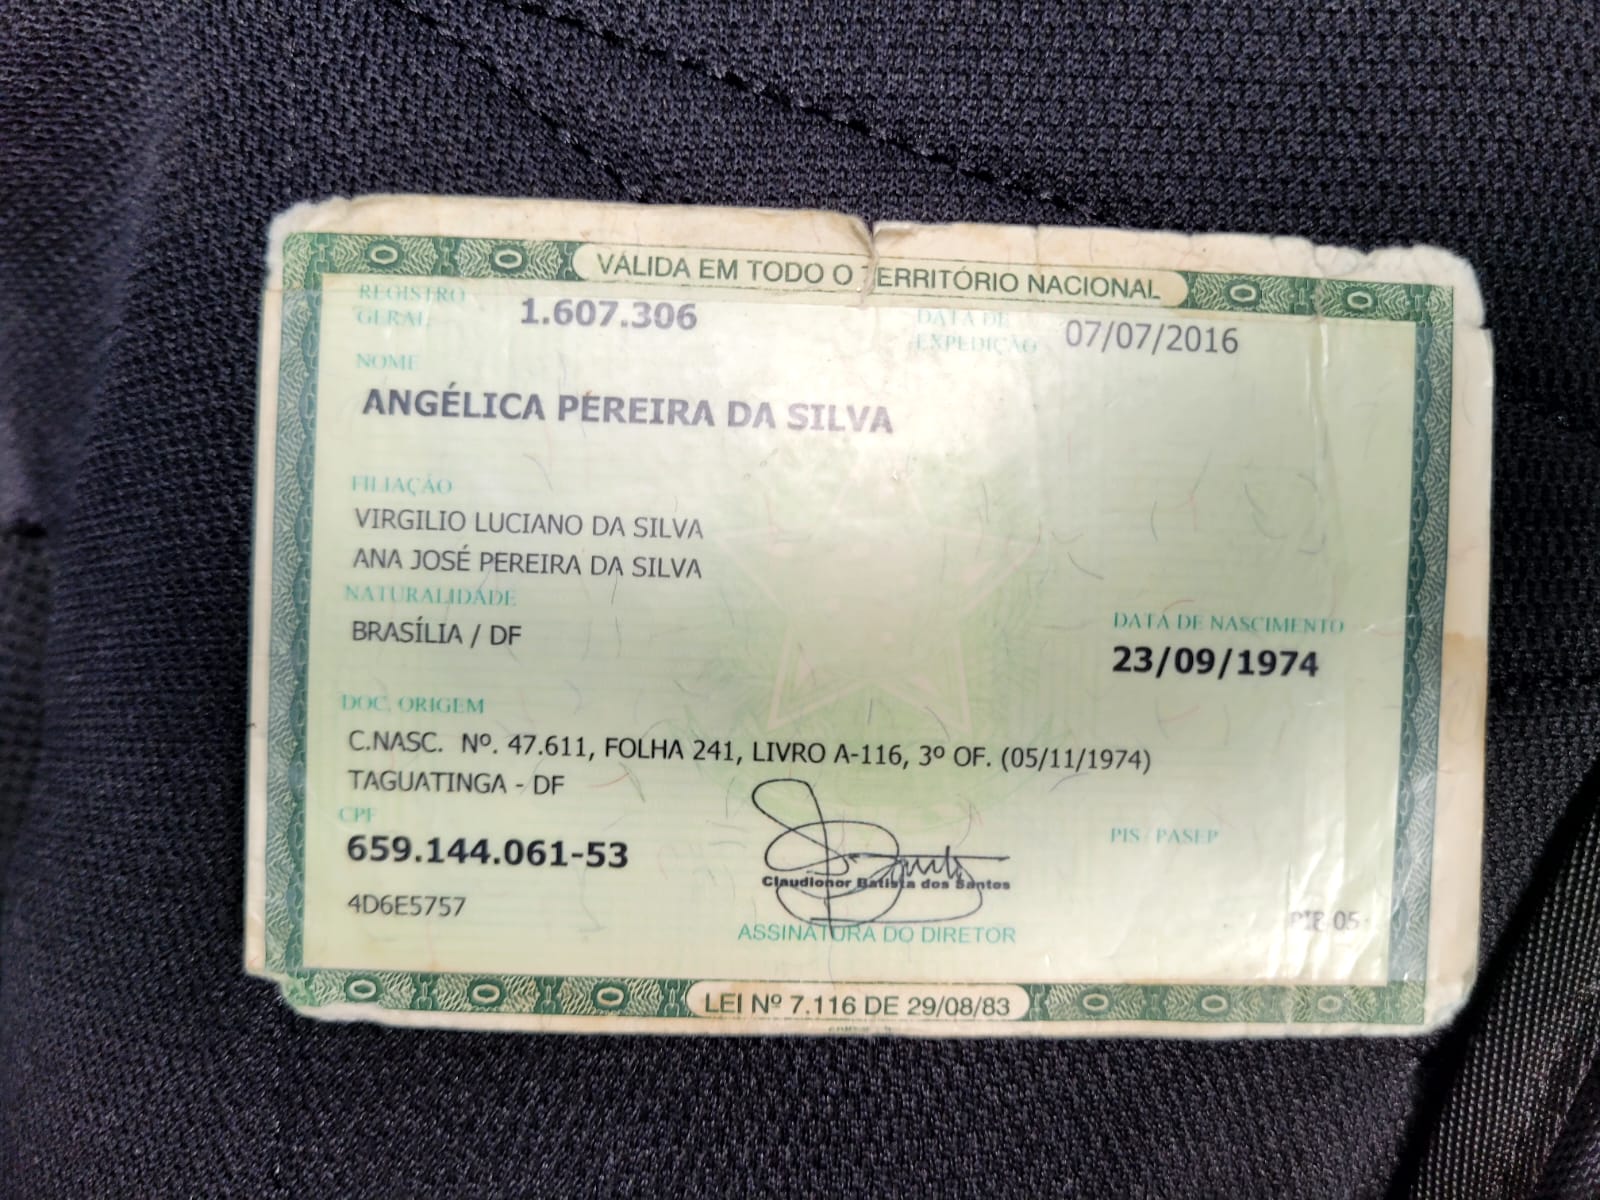 VÁLIDA EM TODO O TERRITÓRIO NACIONAL
REGISTRO GERAL 1.607.306 DATA DE EXPEDIÇÃO 07/07/2016
NOME
ANGÉLICA PEREIRA DA SILVA
FILIAÇÃO
VIRGILIO LUCIANO DA SILVA
ANA JOSÉ PEREIRA DA SILVA
NATURALIDADE
BRASÍLIA / DF
DATA DE NASCIMENTO
23/09/1974
DOC. ORIGEM
C.NASC. Nº. 47.611, FOLHA 241, LIVRO A-116, 3º OF. (05/11/1974)
TAGUATINGA - DF
CPF
659.144.061-53
PIS - PASEP
4D6E5757
Claudionor Batista dos Santos
ASSINATURA DO DIRETOR
LEI Nº 7.116 DE 29/08/83